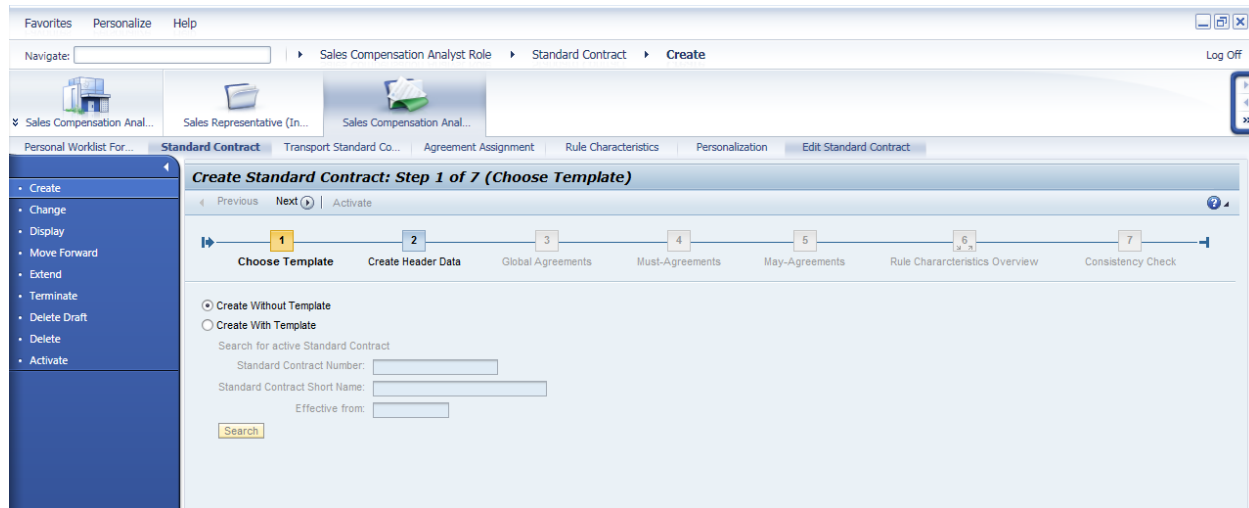 Favorites Personalize Help
Navigate: Sales Compensation Analyst Role Standard Contract Create Log Off
Sales Compensation Anal... Sales Representative (In... Sales Compensation Anal...
Personal Worklist For... Standard Contract Transport Standard Co... Agreement Assignment Rule Characteristics Personalization Edit Standard Contract
Create
Change
Display
Move Forward
Extend
Terminate
Delete Draft
Delete
Activate
Create Standard Contract: Step 1 of 7 (Choose Template)
Previous Next Activate
1 2 3 4 5 6 7
Choose Template Create Header Data Global Agreements Must-Agreements May-Agreements Rule Chararcteristics Overview Consistency Check
Create Without Template
Create With Template
Search for active Standard Contract
Standard Contract Number:
Standard Contract Short Name:
Effective from:
Search